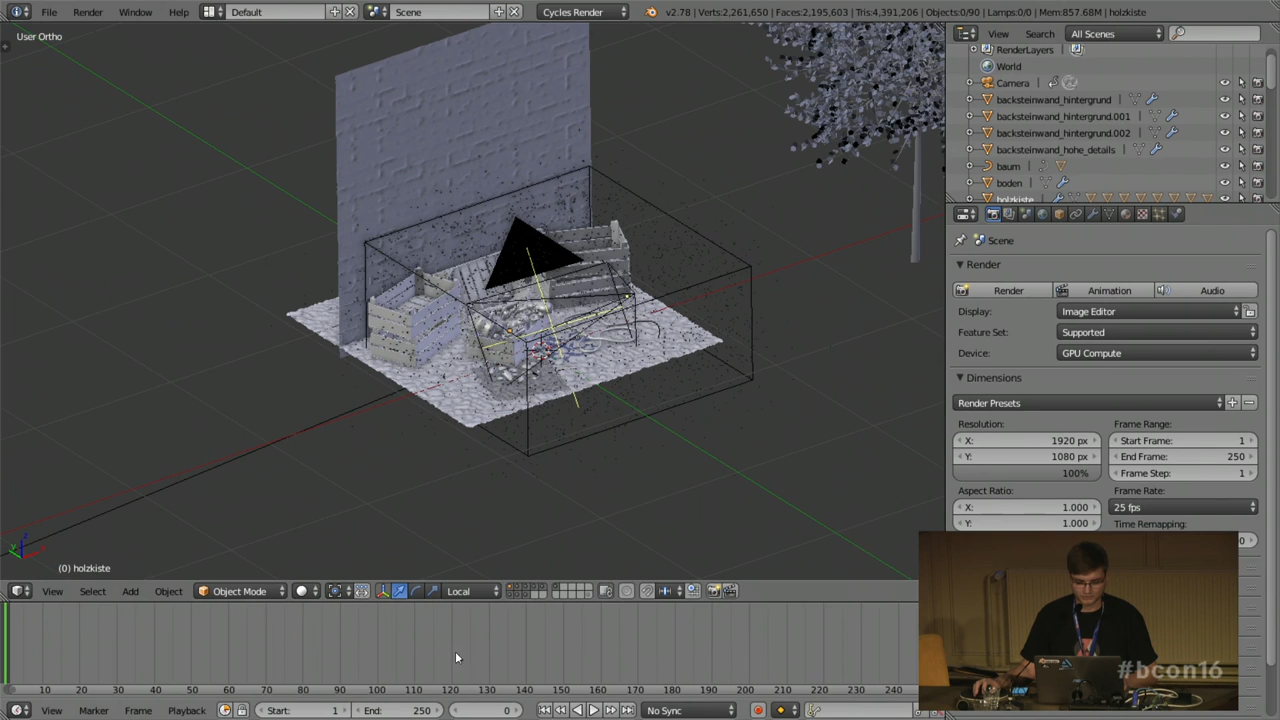 File Render Window Help Default Scene Cycles Render v2.78 | Verts:2,261,650 | Faces:2,195,603 | Tris:4,391,206 | Objects:0/90 | Lamps:0/0 | Mem:857.68M | holzkiste
User Ortho
View Search All Scenes
RenderLayers
World
Camera
backsteinwand_hintergrund
backsteinwand_hintergrund.001
backsteinwand_hintergrund.002
backsteinwand_hohe_details
baum
boden
holzkiste
Scene
Render
Render Animation Audio
Display: Image Editor
Feature Set: Supported
Device: GPU Compute
Dimensions
Render Presets
Resolution: Frame Range:
X: 1920 px Start Frame: 1
Y: 1080 px End Frame: 250
100% Frame Step: 1
Aspect Ratio: Frame Rate:
X: 1.000 25 fps
Y: 1.000 Time Remapping:
(0) holzkiste
View Select Add Object Object Mode Local
#bcon16
10 20 30 40 50 60 70 80 90 100 110 120 130 140 150 160 170 180 190 200 210 220 230 240
View Marker Frame Playback Start: 1 End: 250 0 No Sync